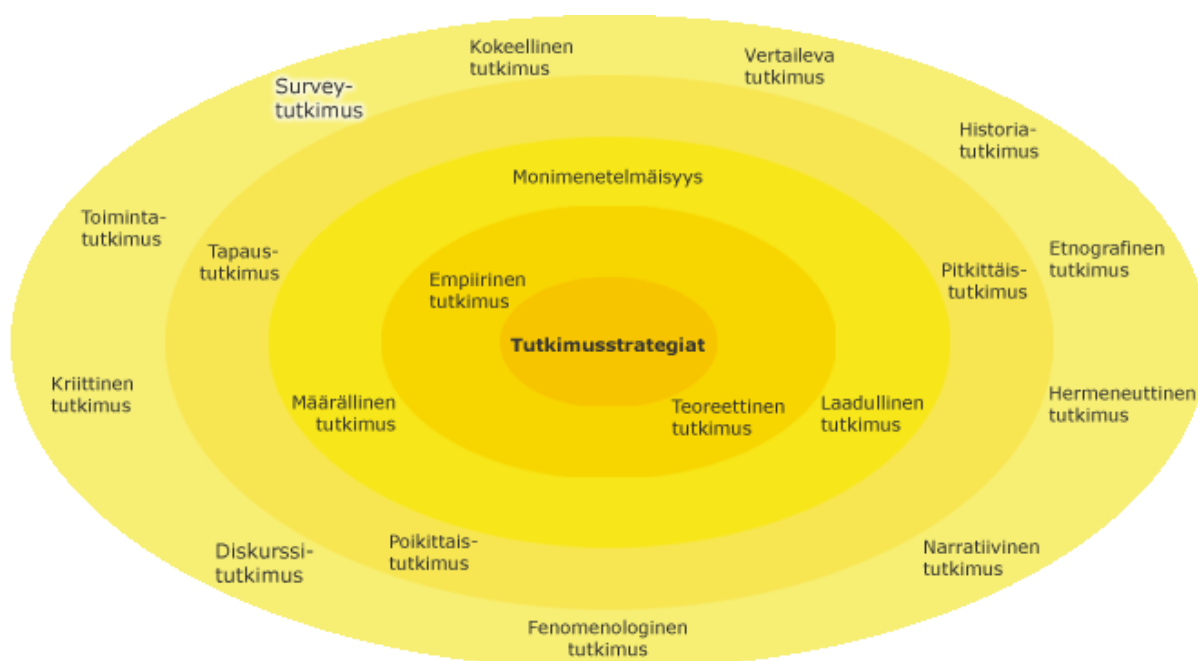 Kokeellinen
tutkimus
Vertaileva
tutkimus
Survey-
tutkimus
Historia-
tutkimus
Monimenetelmäisyys
Toiminta-
tutkimus
Tapaus-
tutkimus
Etnografinen
tutkimus
Pitkittäis-
tutkimus
Empiirinen
tutkimus
Tutkimusstrategiat
Kriittinen
tutkimus
Määrällinen
tutkimus
Teoreettinen
tutkimus
Laadullinen
tutkimus
Hermeneuttinen
tutkimus
Diskurssi-
tutkimus
Poikittais-
tutkimus
Narratiivinen
tutkimus
Fenomenologinen
tutkimus